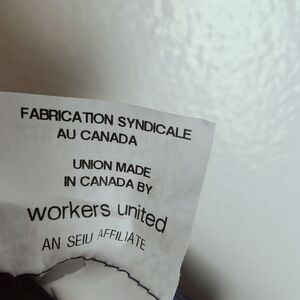 FABRICATION SYNDICALE
AU CANADA
UNION MADE
IN CANADA BY
workers united
AN SEIU AFFILIATE